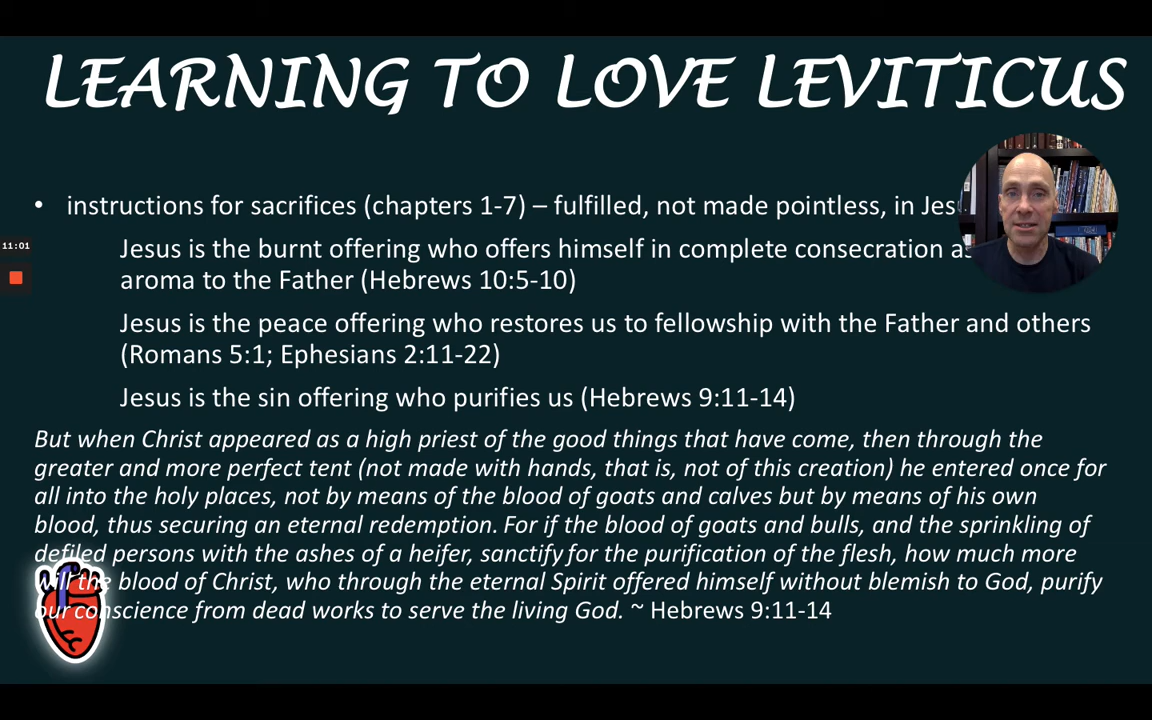 LEARNING TO LOVE LEVITICUS
• instructions for sacrifices (chapters 1-7) – fulfilled, not made pointless, in
11:01
Jesus is the burnt offering who offers himself in complete consecration
aroma to the Father (Hebrews 10:5-10)
Jesus is the peace offering who restores us to fellowship with the Father and others
(Romans 5:1; Ephesians 2:11-22)
Jesus is the sin offering who purifies us (Hebrews 9:11-14)
But when Christ appeared as a high priest of the good things that have come, then through the
greater and more perfect tent (not made with hands, that is, not of this creation) he entered once for
all into the holy places, not by means of the blood of goats and calves but by means of his own
blood, thus securing an eternal redemption. For if the blood of goats and bulls, and the sprinkling of
defiled persons with the ashes of a heifer, sanctify for the purification of the flesh, how much more
will the blood of Christ, who through the eternal Spirit offered himself without blemish to God, purify
our conscience from dead works to serve the living God. ~ Hebrews 9:11-14